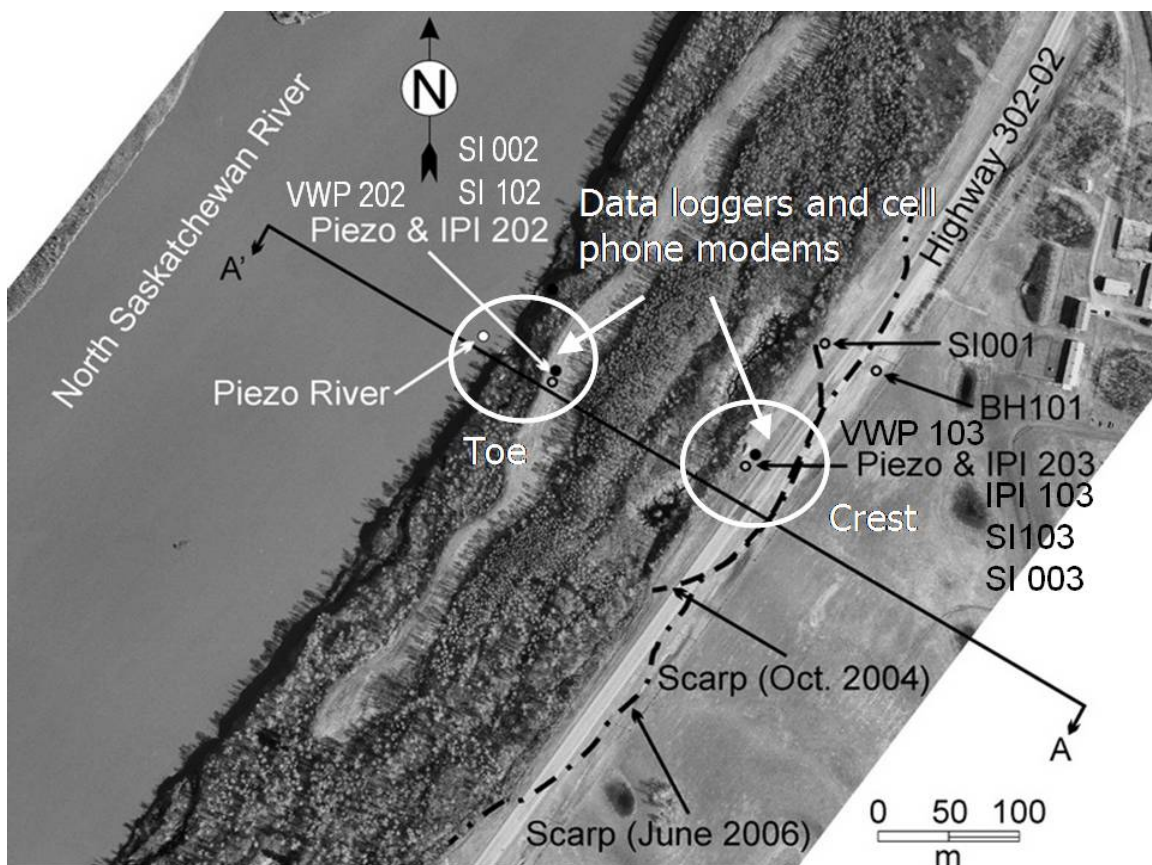 N
North Saskatchewan River
SI 002
VWP 202
SI 102
Piezo & IPI 202
Data loggers and cell
phone modems
Highway 302-02
A'
Piezo River
SI001
BH101
Toe
VWP 103
Piezo & IPI 203
IPI 103
Crest
SI103
SI 003
Scarp (Oct. 2004)
A
Scarp (June 2006)
0 50 100
m